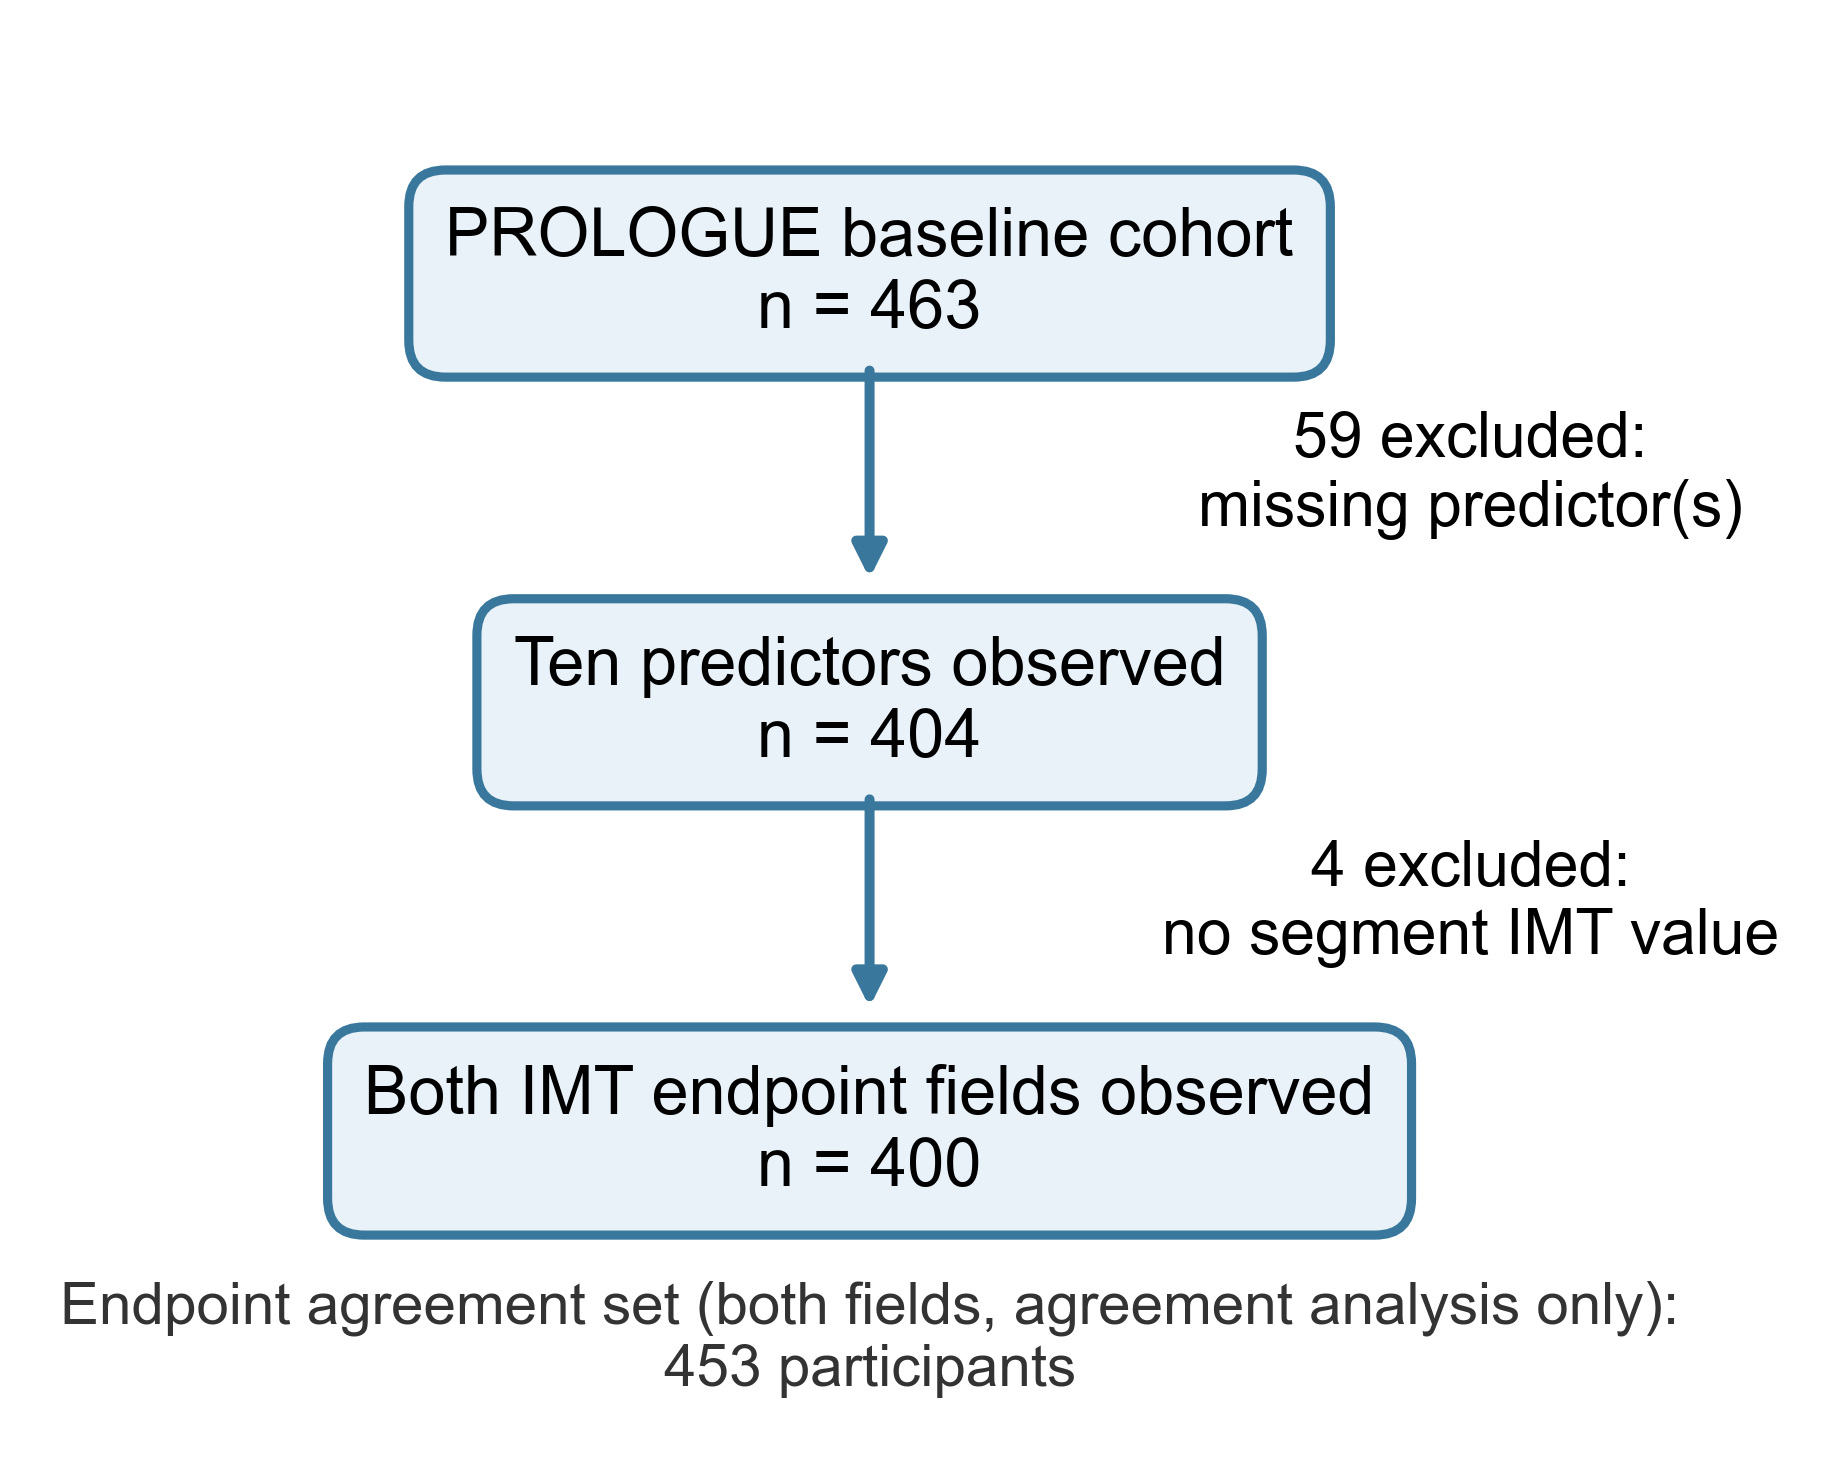 PROLOGUE baseline cohort
n = 463
59 excluded:
missing predictor(s)
Ten predictors observed
n = 404
4 excluded:
no segment IMT value
Both IMT endpoint fields observed
n = 400
Endpoint agreement set (both fields, agreement analysis only):
453 participants